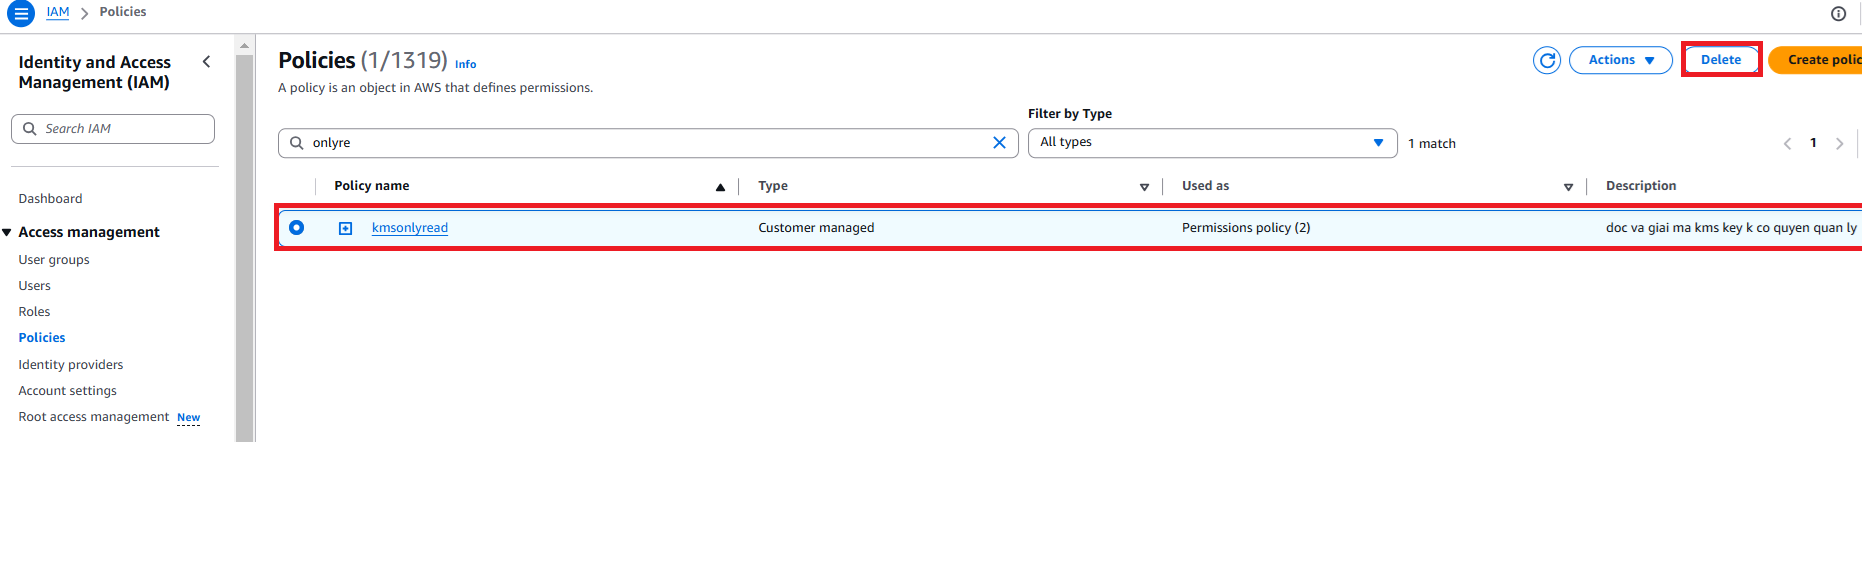 IAM > Policies
Identity and Access
Management (IAM)
Search IAM
Dashboard
Access management
User groups
Users
Roles
Policies
Identity providers
Account settings
Root access management New
Policies (1/1319) Info
Actions
Delete
Create polic
A policy is an object in AWS that defines permissions.
Filter by Type
onlyre
All types
1 match
1
Policy name Type Used as Description
kmsonlyread Customer managed Permissions policy (2) doc va giai ma kms key k co quyen quan ly